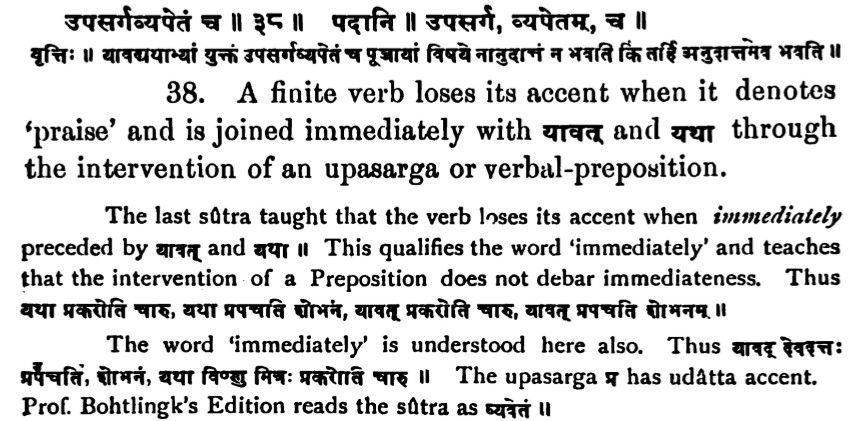 उपसर्गव्यपेतं च ॥ ३८ ॥ पदानि ॥ उपसर्ग, व्यपेतम्, च ॥
वृत्तिः ॥ यावद्यथाभ्यां युक्तं उपसर्गव्यपेतं च पूजायां विषये नानुदात्तं न भवति किं तर्हि अनुदात्तमेव भवति ॥
38. A finite verb loses its accent when it denotes
‘praise’ and is joined immediately with यावत् and यथा through
the intervention of an upasarga or verbal-preposition.
The last sûtra taught that the verb loses its accent when immediately
preceded by यावत् and यथा ॥ This qualifies the word ‘immediately’ and teaches
that the intervention of a Preposition does not debar immediateness. Thus
यथा प्रकरोति चारु, यथा प्रपचति शोभनं, यावत् प्रकरोति चारु, यावत् प्रपचति शोभनम् ॥
The word ‘immediately’ is understood here also. Thus यावद् देवदत्तः
प्रपचति, शोभनं, यथा विष्णु मित्रः प्रकरोति चारु ॥ The upasarga प्र has udâtta accent.
Prof. Bohtlingk's Edition reads the sûtra as व्यवेतं ॥